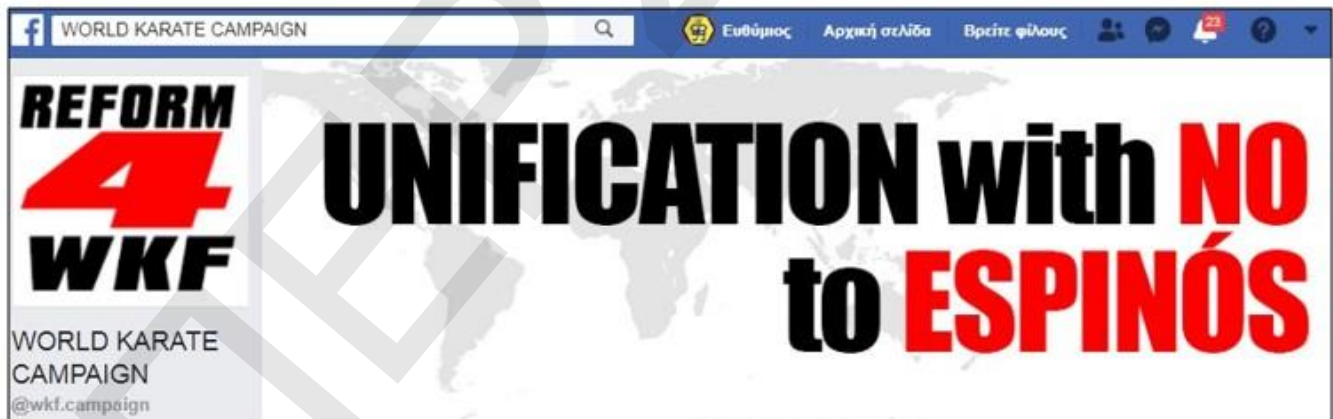 WORLD KARATE CAMPAIGN
Ευθύμιος Αρχική σελίδα Βρείτε φίλους 23
REFORM
4
WKF
UNIFICATION with NO
to ESPINÓS
WORLD KARATE
CAMPAIGN
@wkf.campaign